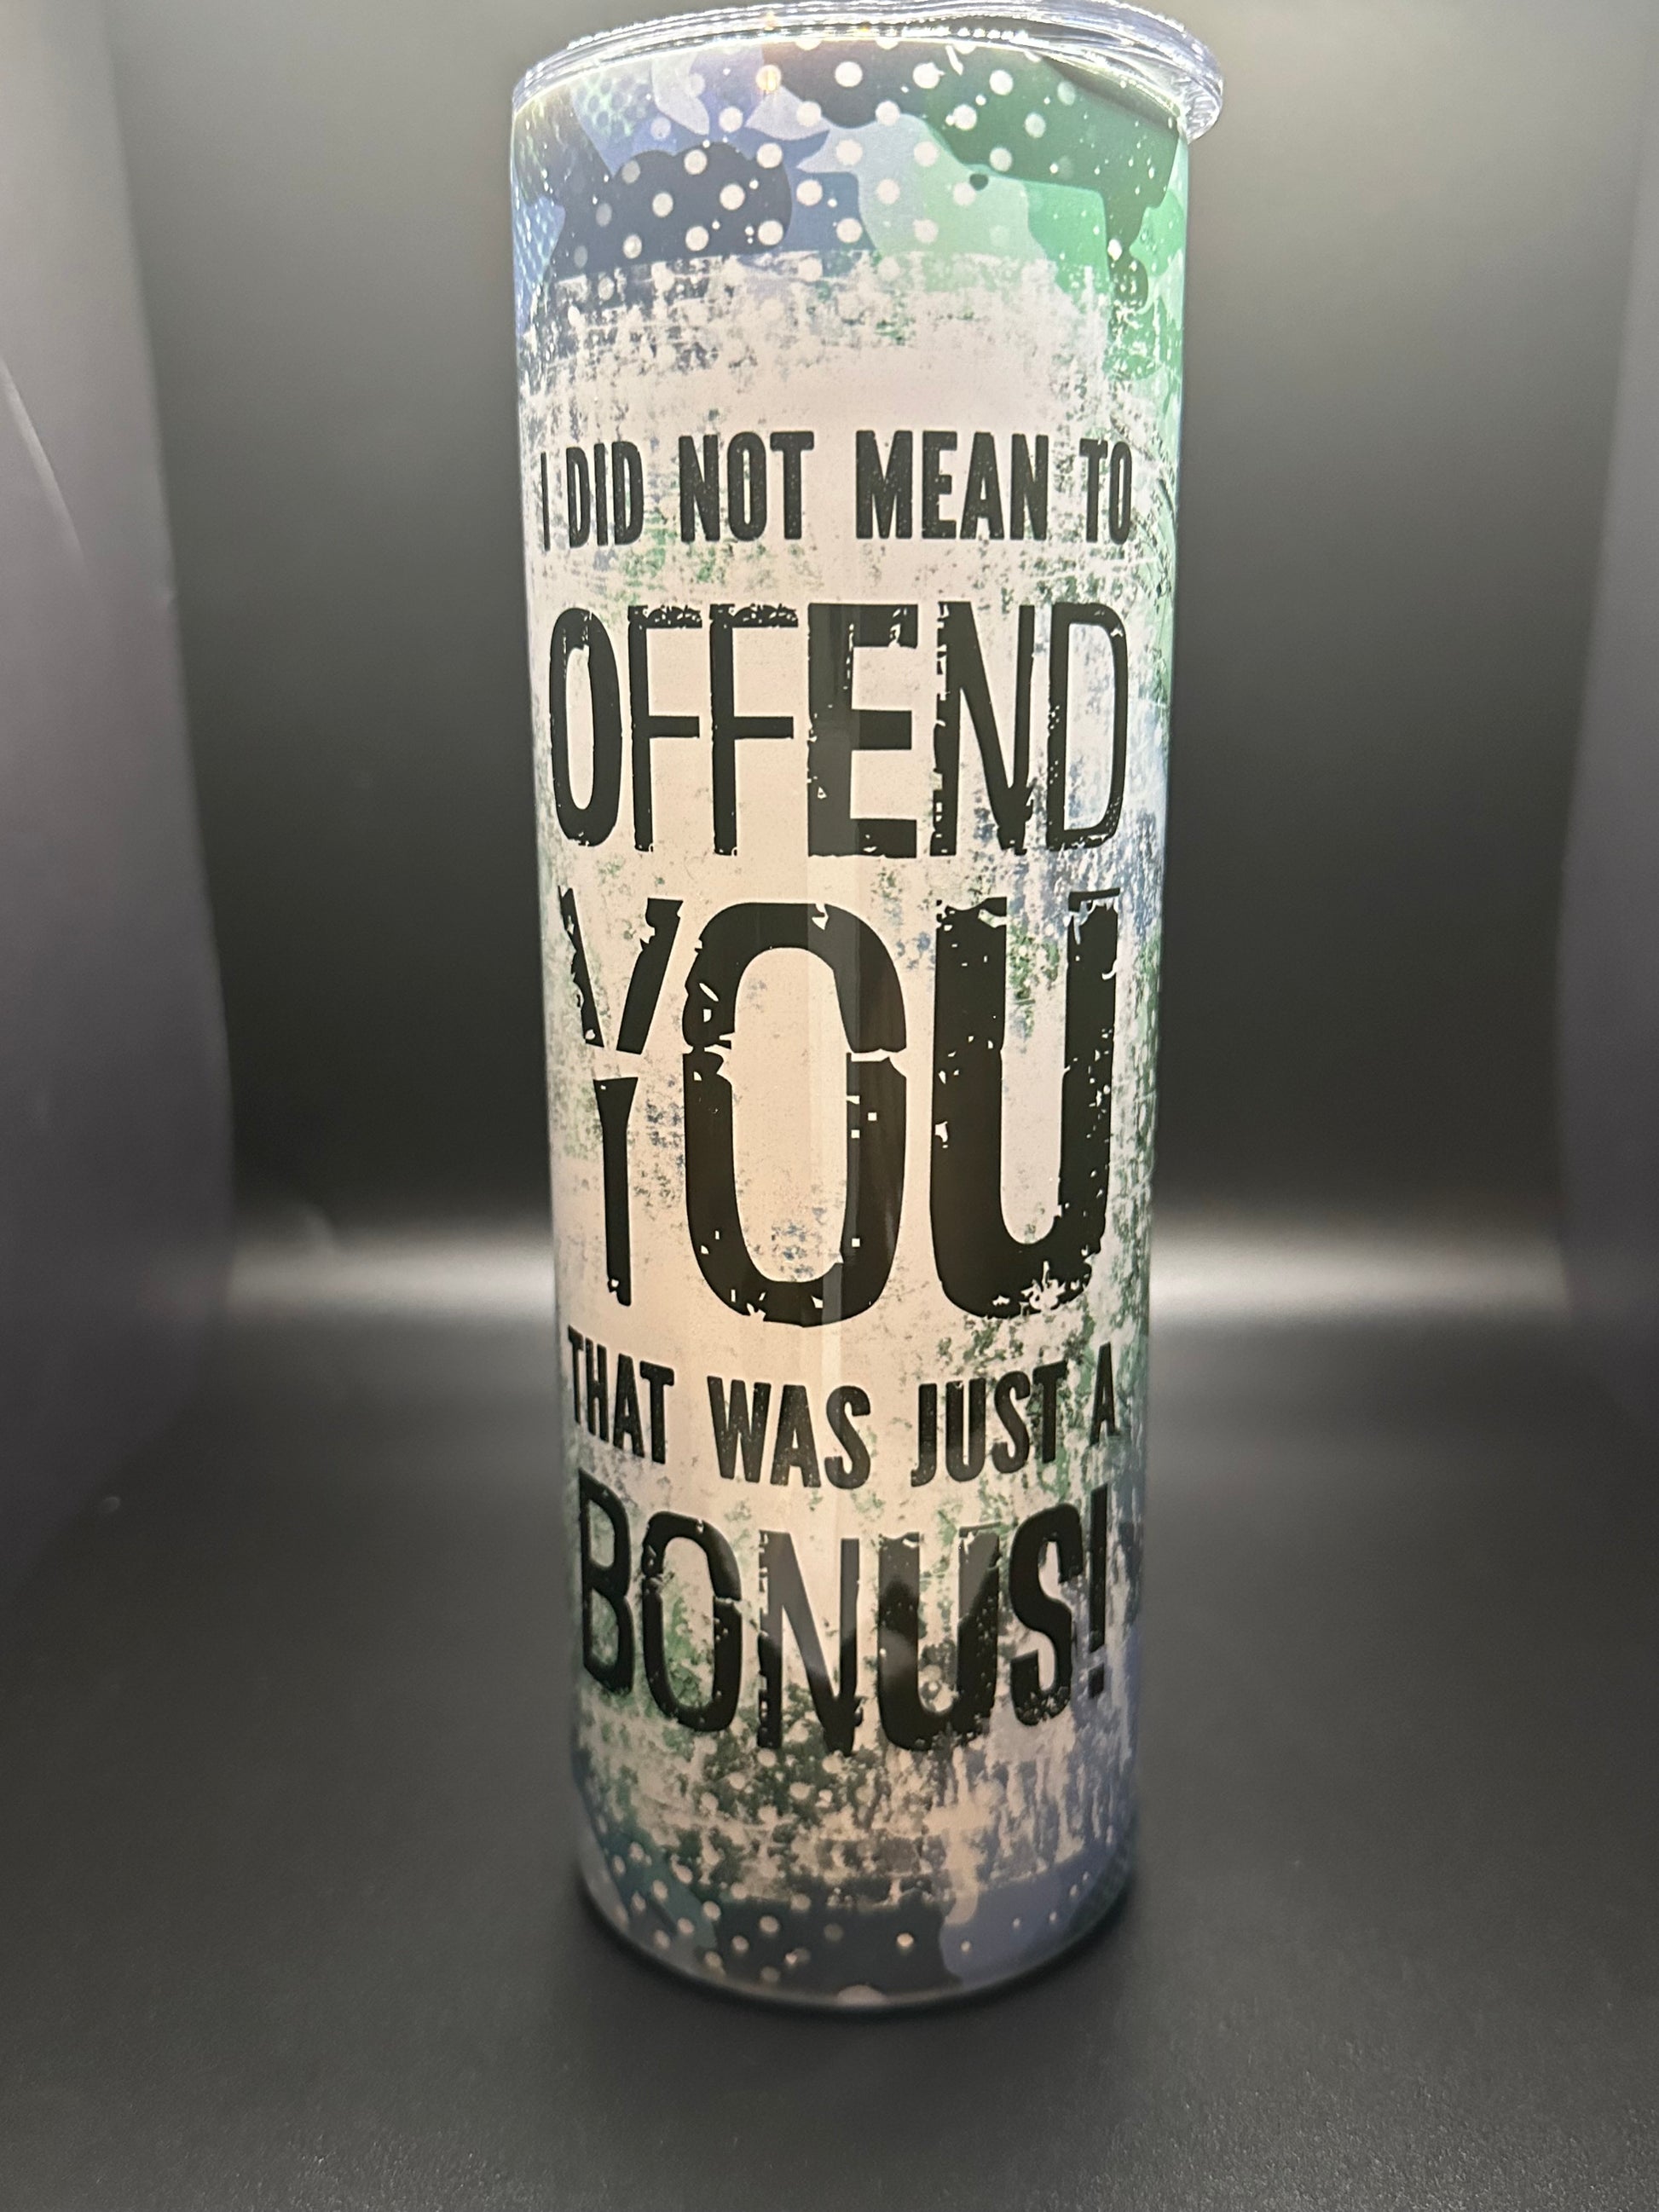 I DID NOT MEAN TO
OFFEND
YOU
THAT WAS JUST A
BONUS!